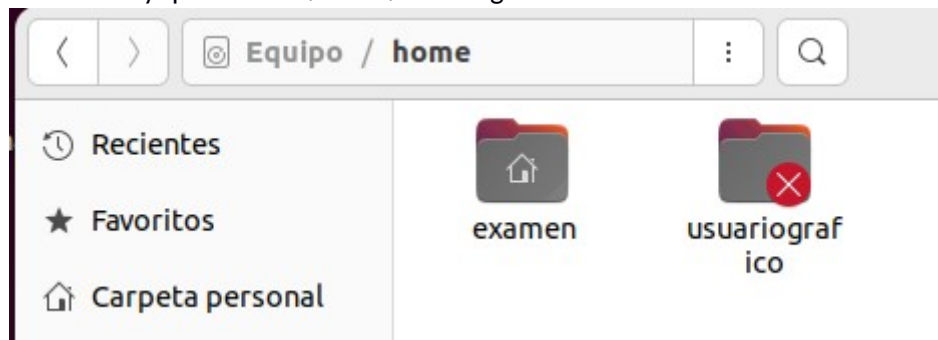 Equipo / home
Recientes
Favoritos
Carpeta personal
examen
usuariograf
ico